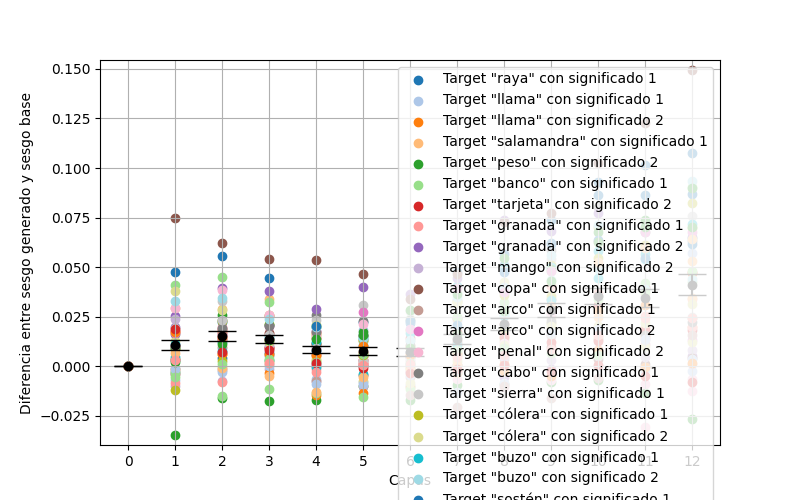 0.150
0.125
0.100
0.075
0.050
0.025
0.000
−0.025
Diferencia entre sesgo generado y sesgo base
0 1 2 3 4 5 6 7 8 9 10 11 12
Capas
Target "raya" con significado 1
Target "llama" con significado 1
Target "llama" con significado 2
Target "salamandra" con significado 1
Target "peso" con significado 2
Target "banco" con significado 1
Target "tarjeta" con significado 2
Target "granada" con significado 1
Target "granada" con significado 2
Target "mango" con significado 2
Target "copa" con significado 1
Target "arco" con significado 1
Target "arco" con significado 2
Target "penal" con significado 2
Target "cabo" con significado 1
Target "sierra" con significado 1
Target "cólera" con significado 1
Target "cólera" con significado 2
Target "buzo" con significado 1
Target "buzo" con significado 2
Target "sostén" con significado 1